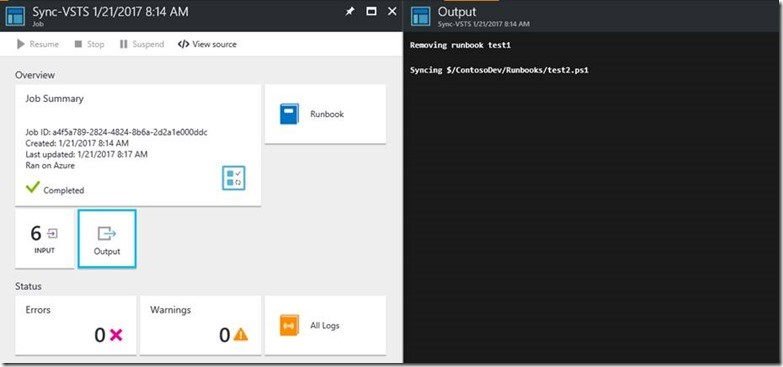 Sync-VSTS 1/21/2017 8:14 AM
Job
Resume
Stop
Suspend
View source
Overview
Job Summary
Job ID: a4f5a789-2824-4824-8b6a-2d2a1e000ddc
Created: 1/21/2017 8:14 AM
Last updated: 1/21/2017 8:17 AM
Ran on Azure
Completed
Runbook
6
INPUT
Output
Status
Errors
0
Warnings
0
All Logs
Output
Sync-VSTS 1/21/2017 8:14 AM
Removing runbook test1
Syncing $/ContosoDev/Runbooks/test2.ps1